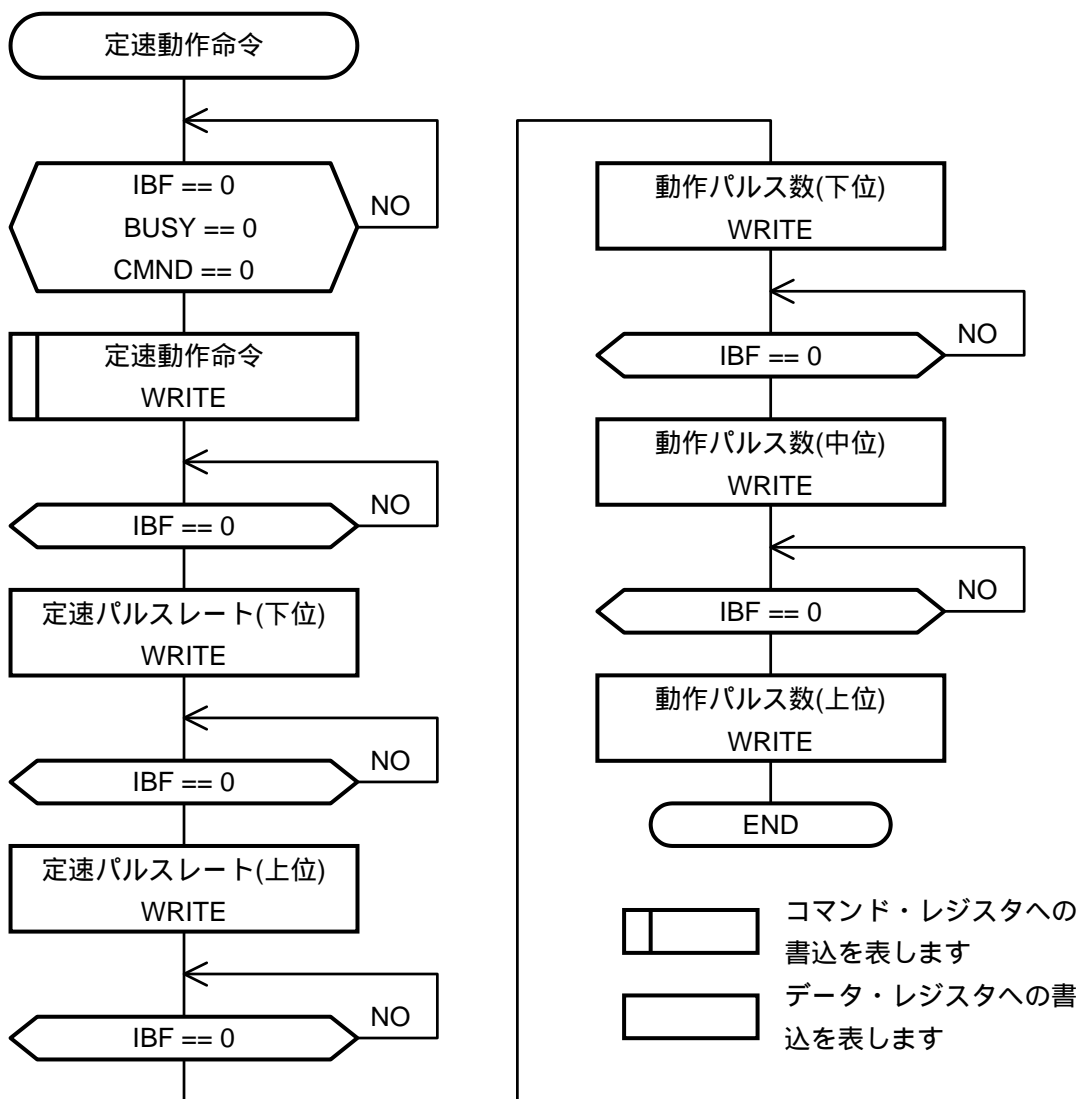 定速動作命令
IBF == 0
BUSY == 0
CMND == 0
NO
定速動作命令
WRITE
IBF == 0
NO
定速パルスレート(下位)
WRITE
IBF == 0
NO
定速パルスレート(上位)
WRITE
IBF == 0
NO
動作パルス数(下位)
WRITE
IBF == 0
NO
動作パルス数(中位)
WRITE
IBF == 0
NO
動作パルス数(上位)
WRITE
END
コマンド・レジスタへの
書込を表します
データ・レジスタへの書
込を表します